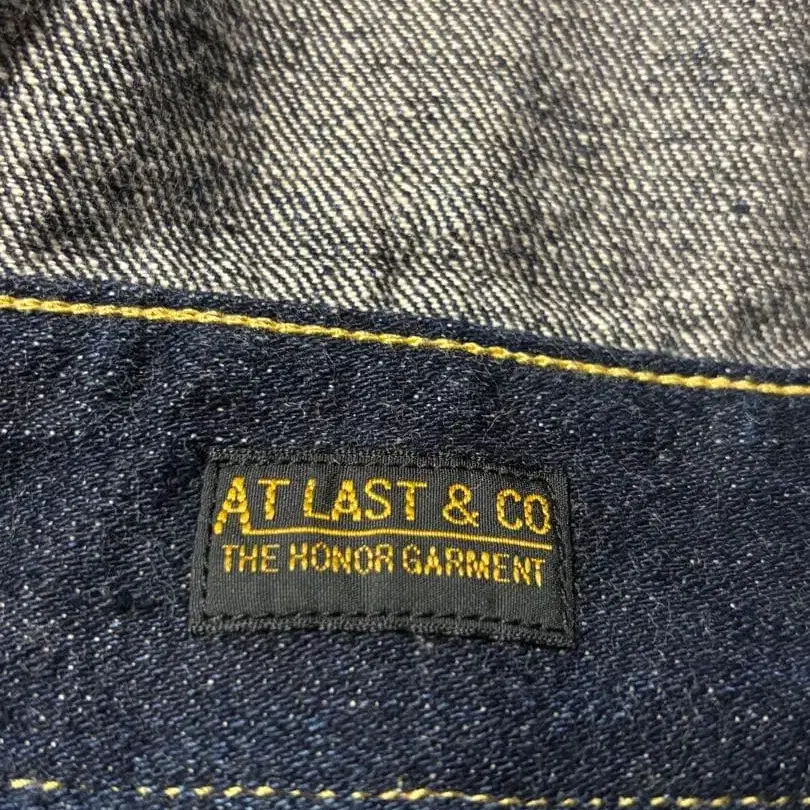 AT LAST & CO
THE HONOR GARMENT